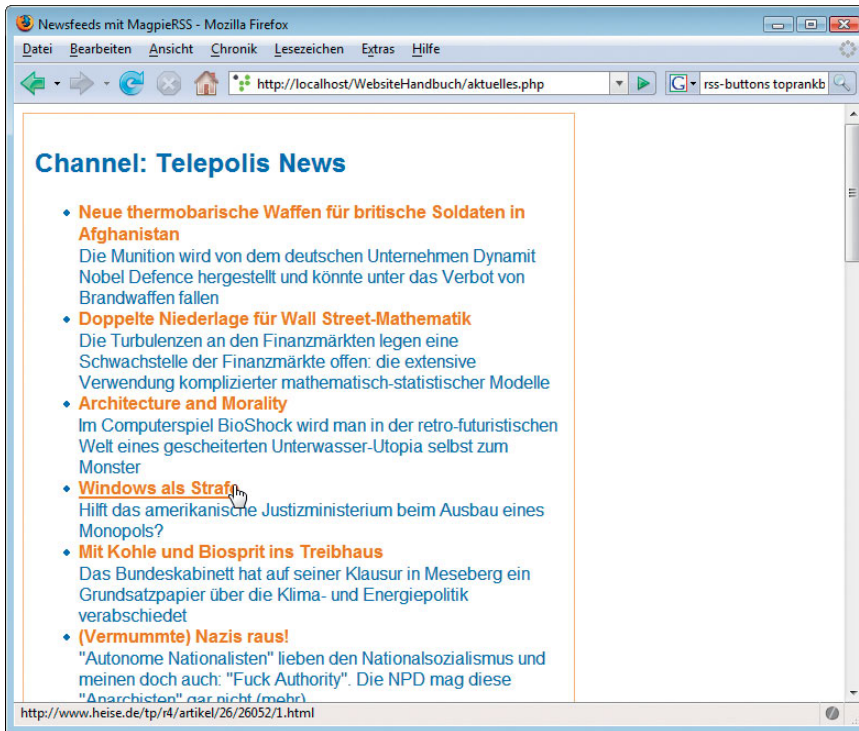 Newsfeeds mit MagpieRSS - Mozilla Firefox
Datei Bearbeiten Ansicht Chronik Lesezeichen Extras Hilfe
http://localhost/WebsiteHandbuch/aktuelles.php
G rss-buttons toprankb
Channel: Telepolis News
Neue thermobarische Waffen für britische Soldaten in
Afghanistan
Die Munition wird von dem deutschen Unternehmen Dynamit
Nobel Defence hergestellt und könnte unter das Verbot von
Brandwaffen fallen
Doppelte Niederlage für Wall Street-Mathematik
Die Turbulenzen an den Finanzmärkten legen eine
Schwachstelle der Finanzmärkte offen: die extensive
Verwendung komplizierter mathematisch-statistischer Modelle
Architecture and Morality
Im Computerspiel BioShock wird man in der retro-futuristischen
Welt eines gescheiterten Unterwasser-Utopia selbst zum
Monster
Windows als Strafe
Hilft das amerikanische Justizministerium beim Ausbau eines
Monopols?
Mit Kohle und Biosprit ins Treibhaus
Das Bundeskabinett hat auf seiner Klausur in Meseberg ein
Grundsatzpapier über die Klima- und Energiepolitik
verabschiedet
(Vermummte) Nazis raus!
"Autonome Nationalisten" lieben den Nationalsozialismus und
meinen doch auch: "Fuck Authority". Die NPD mag diese
"Anarchisten" gar nicht (mehr)
http://www.heise.de/tp/r4/artikel/26/26052/1.html